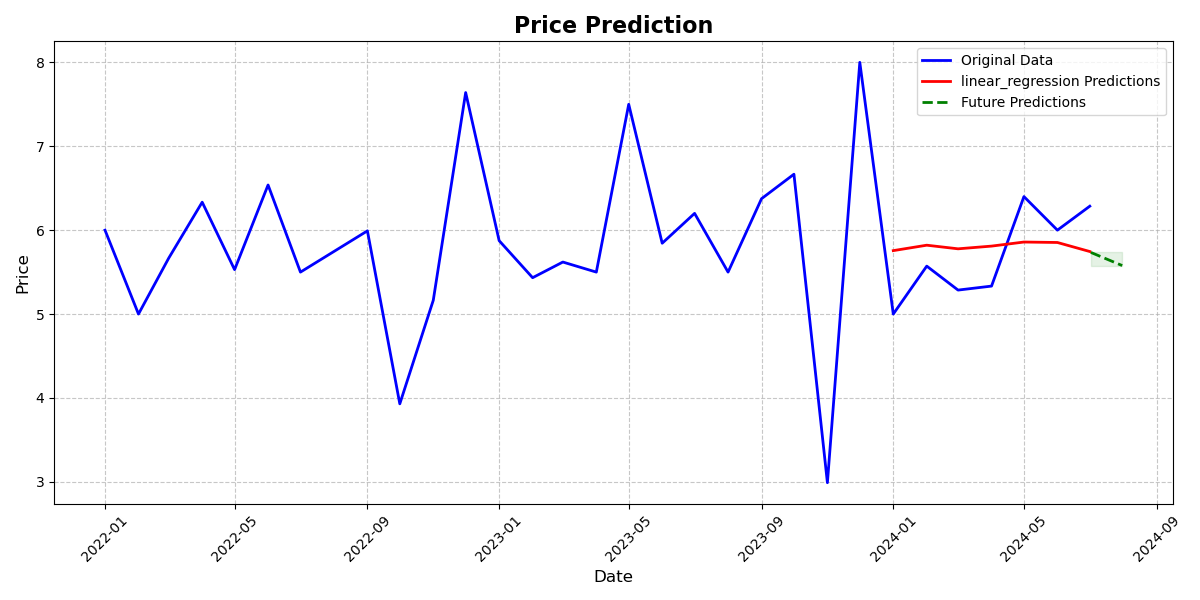 Price Prediction
Original Data
linear_regression Predictions
Future Predictions
Price
8
7
6
5
4
3
2022-01
2022-05
2022-09
2023-01
2023-05
2023-09
2024-01
2024-05
2024-09
Date